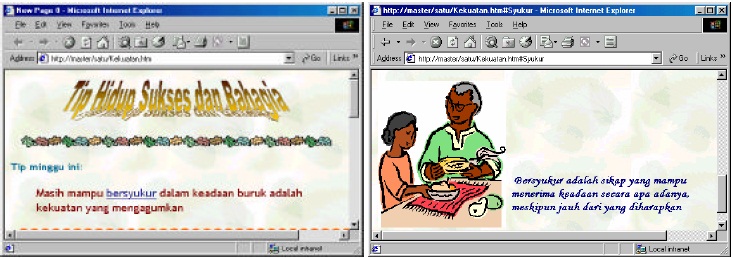 New Page 0 - Microsoft Internet Explorer
File Edit View Favorites Tools Help
Address http://master/satu/Kekuatan.htm Go Links »
Tip Hidup Sukses dan Bahagia
Tip minggu ini:
Masih mampu bersyukur dalam keadaan buruk adalah
kekuatan yang mengagumkan
Local intranet
http://master/satu/Kekuatan.htm#Syukur - Microsoft Internet Explorer
File Edit View Favorites Tools Help
Address http://master/satu/Kekuatan.htm#Syukur Go Links »
Bersyukur adalah sikap yang mampu
menerima keadaan secara apa adanya,
meskipun jauh dari yang diharapkan
Local intranet